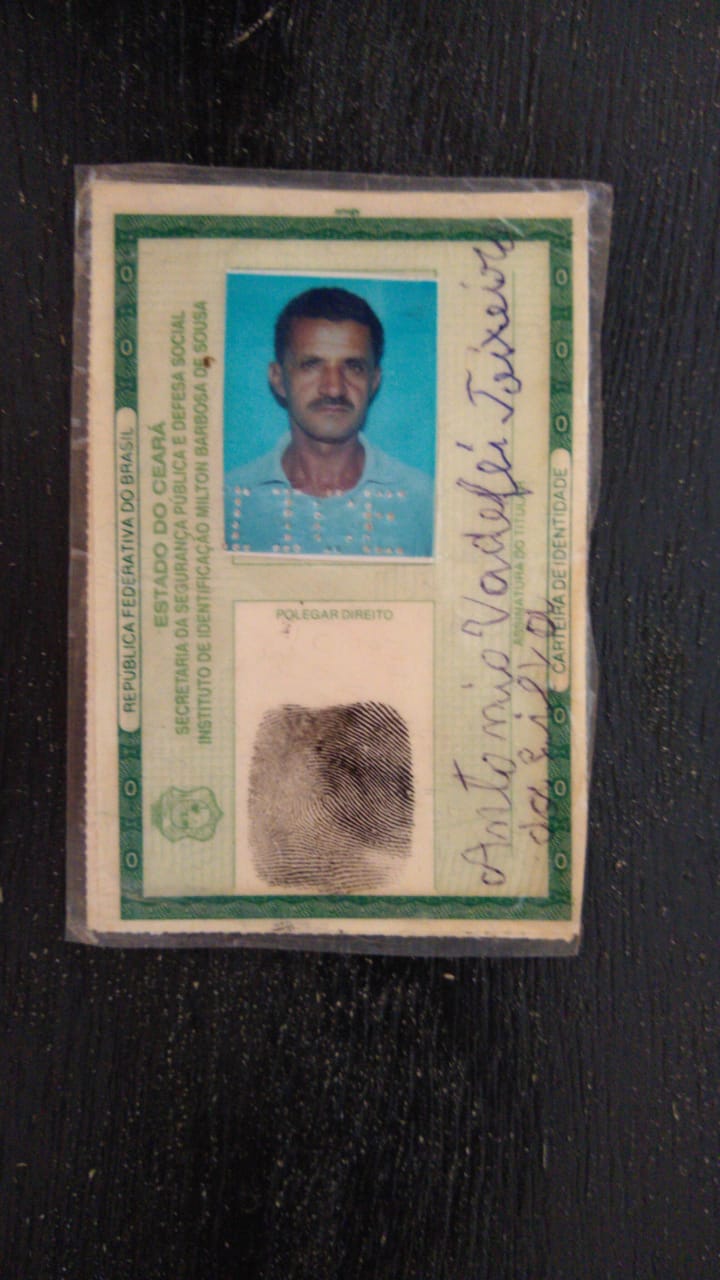 REPÚBLICA FEDERATIVA DO BRASIL
ESTADO DO CEARÁ
SECRETARIA DA SEGURANÇA PÚBLICA E DEFESA SOCIAL
INSTITUTO DE IDENTIFICAÇÃO MILTON BARBOSA DE SOUSA
POLEGAR DIREITO
Antonio Teixeira
da Silva
ASSINATURA DO TITULAR
CARTEIRA DE IDENTIDADE